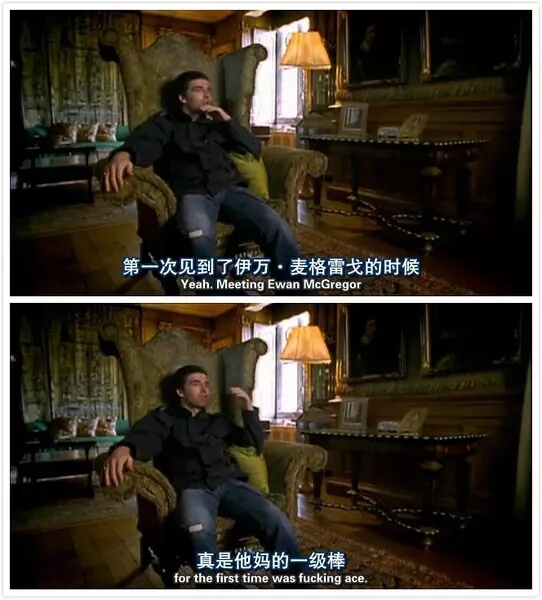 第一次见到了伊万·麦格雷戈的时候
Yeah. Meeting Ewan McGregor
真是他妈的一级棒
for the first time was fucking ace.